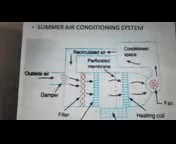 • SUMMER AIR CONDITIONING SYSTEM
Recirculated air
Conditioned
space
Perforated
membrane
Outside air
Damper
Fan
Filter
Heating coil